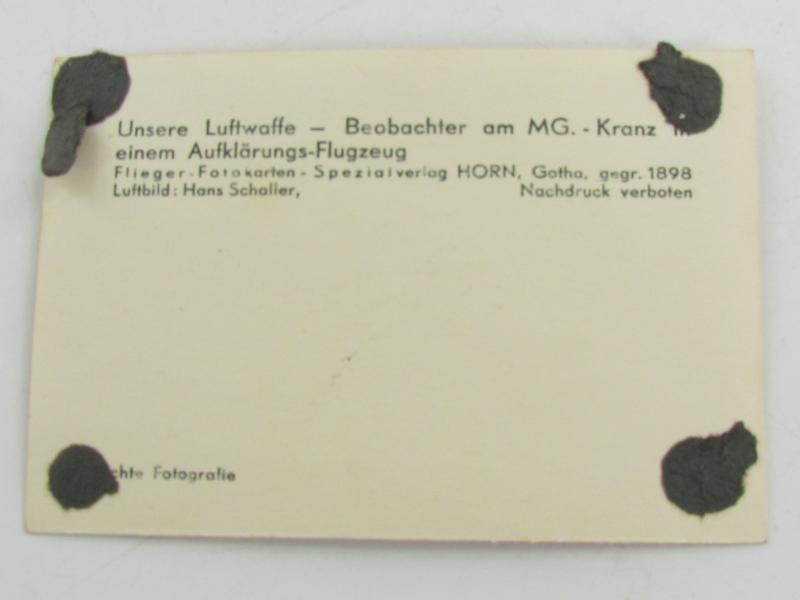 Unsere Luftwaffe – Beobachter am MG. - Kranz in
einem Aufklärungs-Flugzeug
Flieger-Fotokarten - Spezialverlag HORN, Gotha, gegr. 1898
Luftbild: Hans Schaller, Nachdruck verboten
chte Fotografie